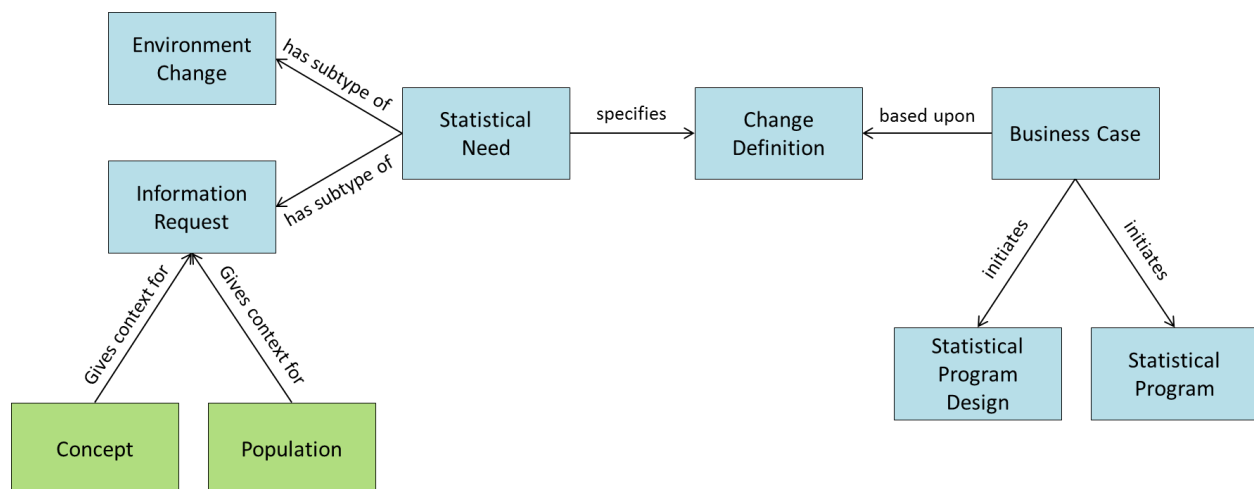 Environment
Change
has subtype of
Statistical
Need
specifies
Change
Definition
based upon
Business Case
has subtype of
Information
Request
initiates
initiates
Gives context for
Gives context for
Statistical
Program
Design
Statistical
Program
Concept
Population